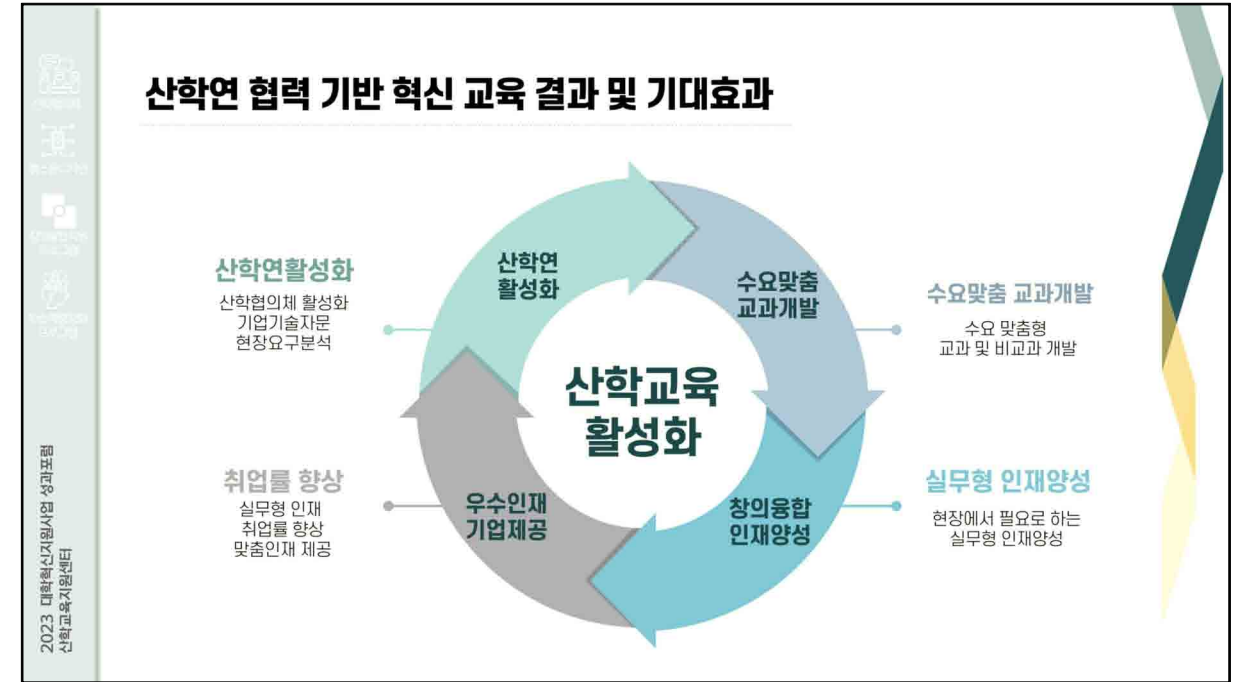 산학연 협력 기반 혁신 교육 결과 및 기대효과
산학연활성화
산학협의체 활성화
기업기술자문
현장요구분석
산학연
활성화
수요맞춤
교과개발
수요맞춤 교과개발
수요 맞춤형
교과 및 비교과 개발
산학교육
활성화
취업률 향상
실무형 인재
취업률 향상
맞춤인재 제공
우수인재
기업제공
창의융합
인재양성
실무형 인재양성
현장에서 필요로 하는
실무형 인재양성
2023 대학혁신지원사업 성과포럼
산학교육지원센터